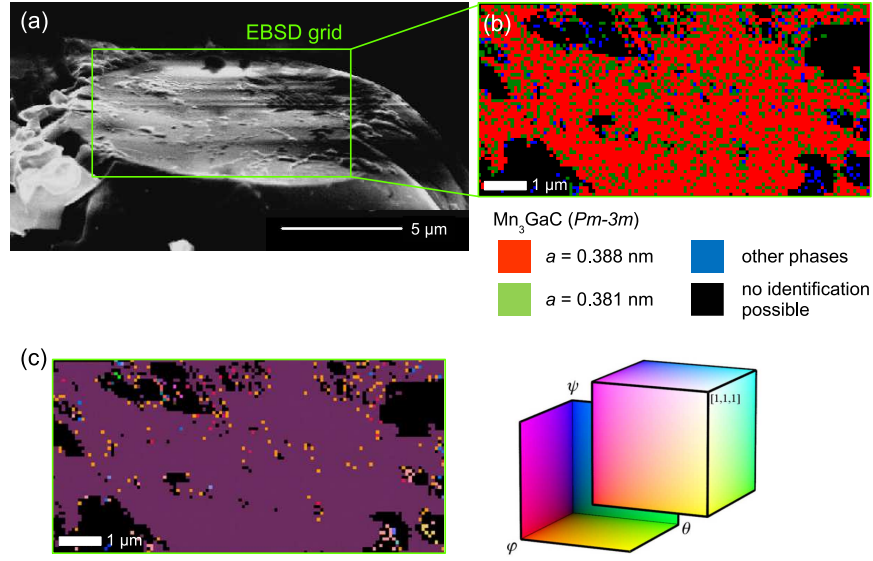 (a)
EBSD grid
5 µm
(b)
1 µm
Mn₃GaC (Pm-3m)
a = 0.388 nm
other phases
a = 0.381 nm
no identification
possible
(c)
1 µm
ψ
[1,1,1]
φ
θ